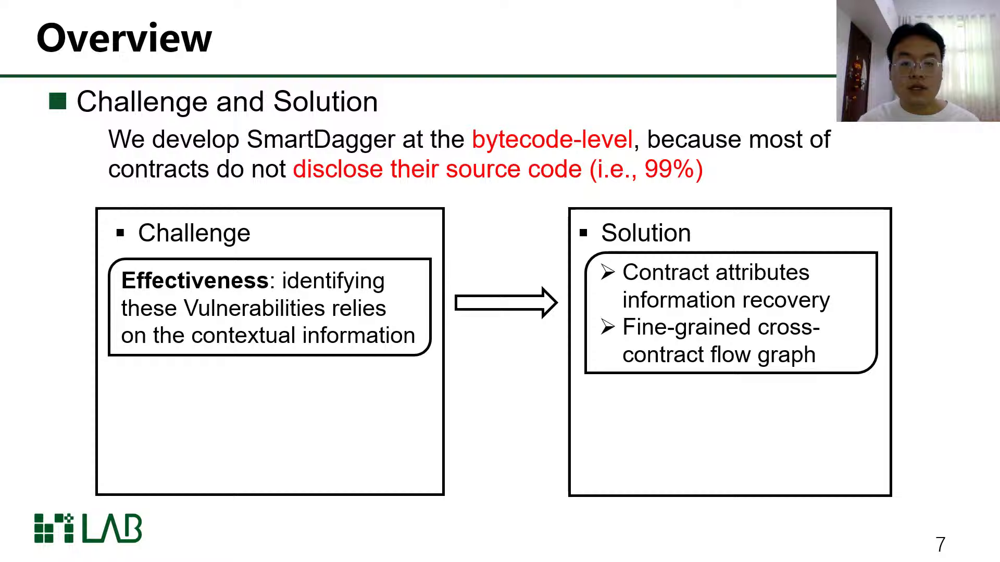 Overview
Challenge and Solution
We develop SmartDagger at the bytecode-level, because most of
contracts do not disclose their source code (i.e., 99%)
Challenge
Effectiveness: identifying
these Vulnerabilities relies
on the contextual information
Solution
Contract attributes
information recovery
Fine-grained cross-
contract flow graph
LAB
7